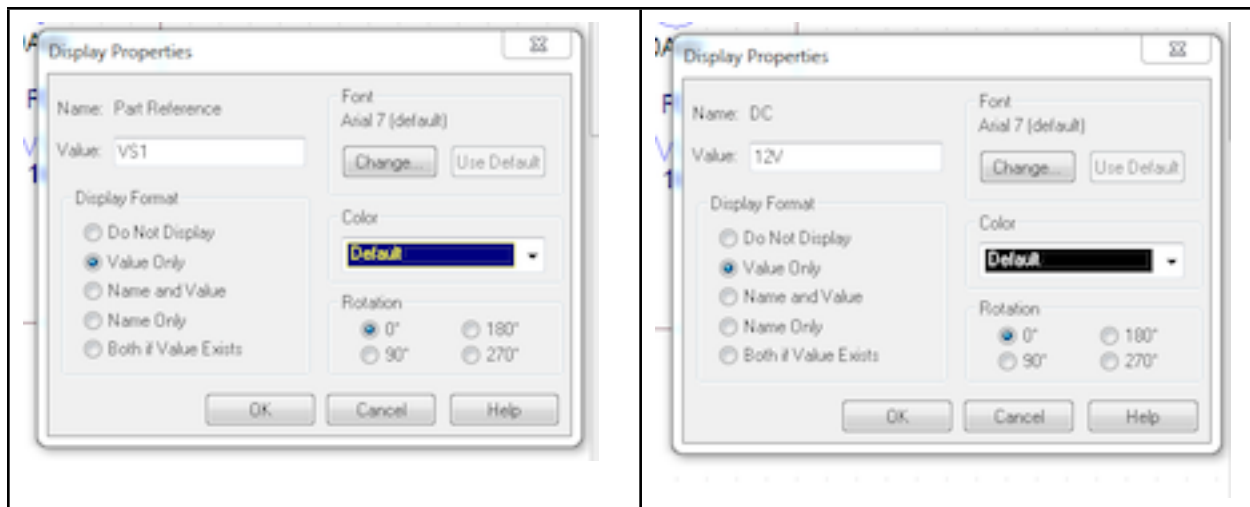 Display Properties
Name: Part Reference
Value: VS1
Font
Arial 7 (default)
Change...
Use Default
Display Format
Do Not Display
Value Only
Name and Value
Name Only
Both if Value Exists
Color
Default
Rotation
0° 180°
90° 270°
OK Cancel Help
Display Properties
Name: DC
Value: 12V
Font
Arial 7 (default)
Change...
Use Default
Display Format
Do Not Display
Value Only
Name and Value
Name Only
Both if Value Exists
Color
Default
Rotation
0° 180°
90° 270°
OK Cancel Help